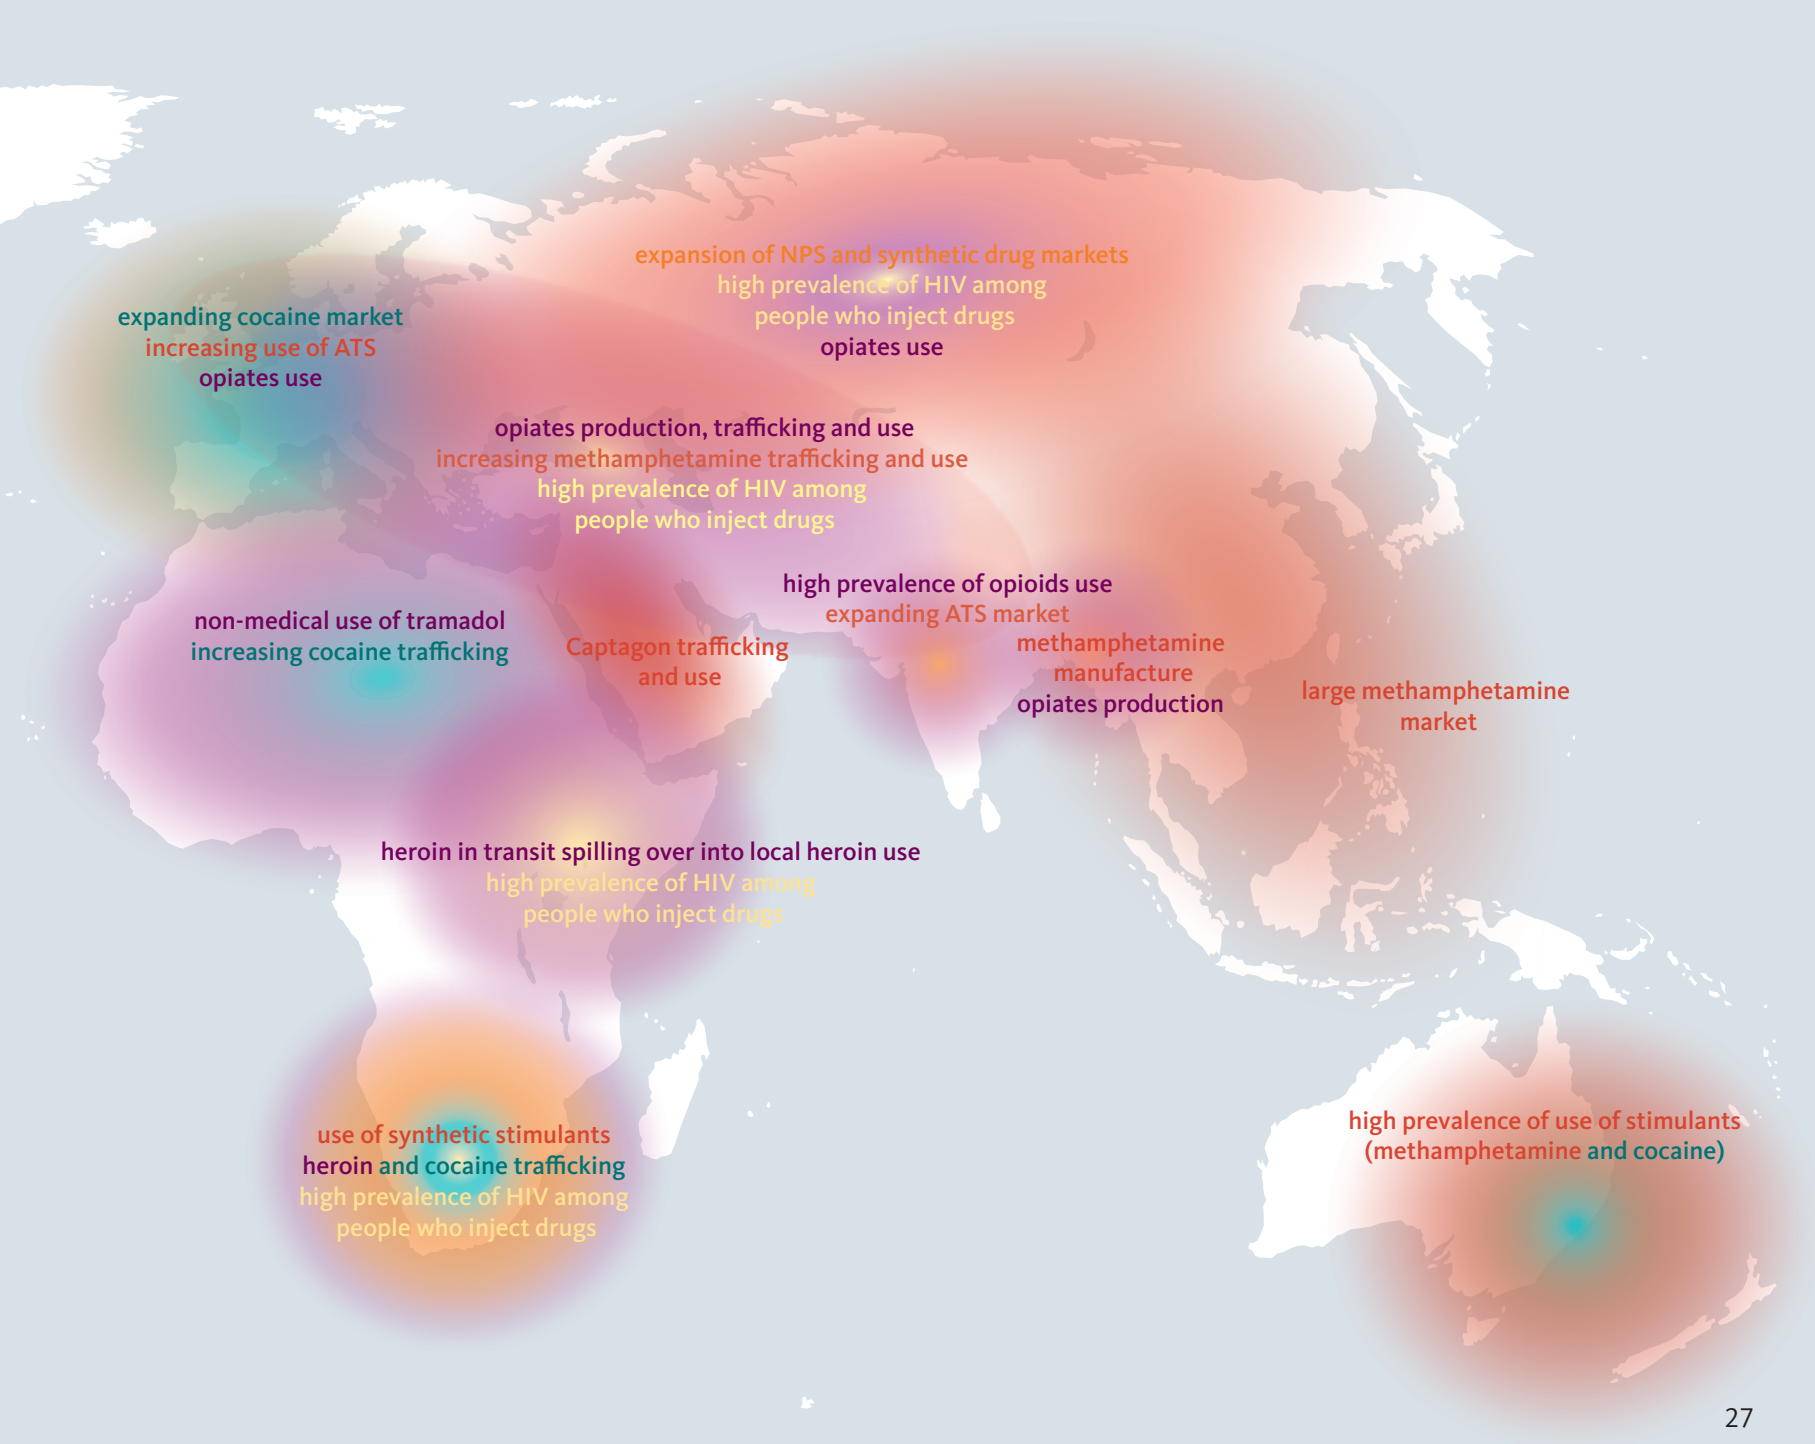 expansion of NPS and synthetic drug markets
high prevalence of HIV among
people who inject drugs
opiates use
expanding cocaine market
increasing use of ATS
opiates use
opiates production, trafficking and use
increasing methamphetamine trafficking and use
high prevalence of HIV among
people who inject drugs
high prevalence of opioids use
expanding ATS market
non-medical use of tramadol
increasing cocaine trafficking
Captagon trafficking
and use
methamphetamine
manufacture
opiates production
large methamphetamine
market
heroin in transit spilling over into local heroin use
high prevalence of HIV among
people who inject drugs
use of synthetic stimulants
heroin and cocaine trafficking
high prevalence of HIV among
people who inject drugs
high prevalence of use of stimulants
(methamphetamine and cocaine)
27